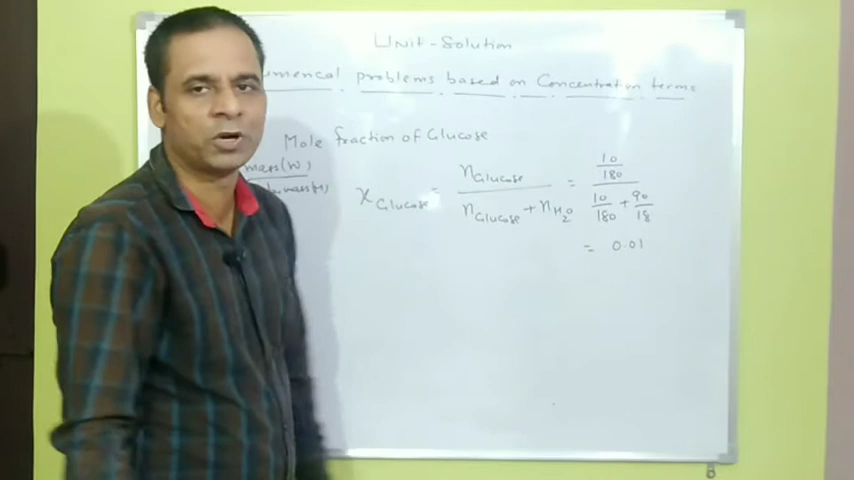 Unit - Solution
problems based on Concentration terms
Mole fraction of Glucose
mass(W)
x Glucose = n Glucose / n Glucose + n H2O = 10/180 / 10/180 + 90/18
= 0.01